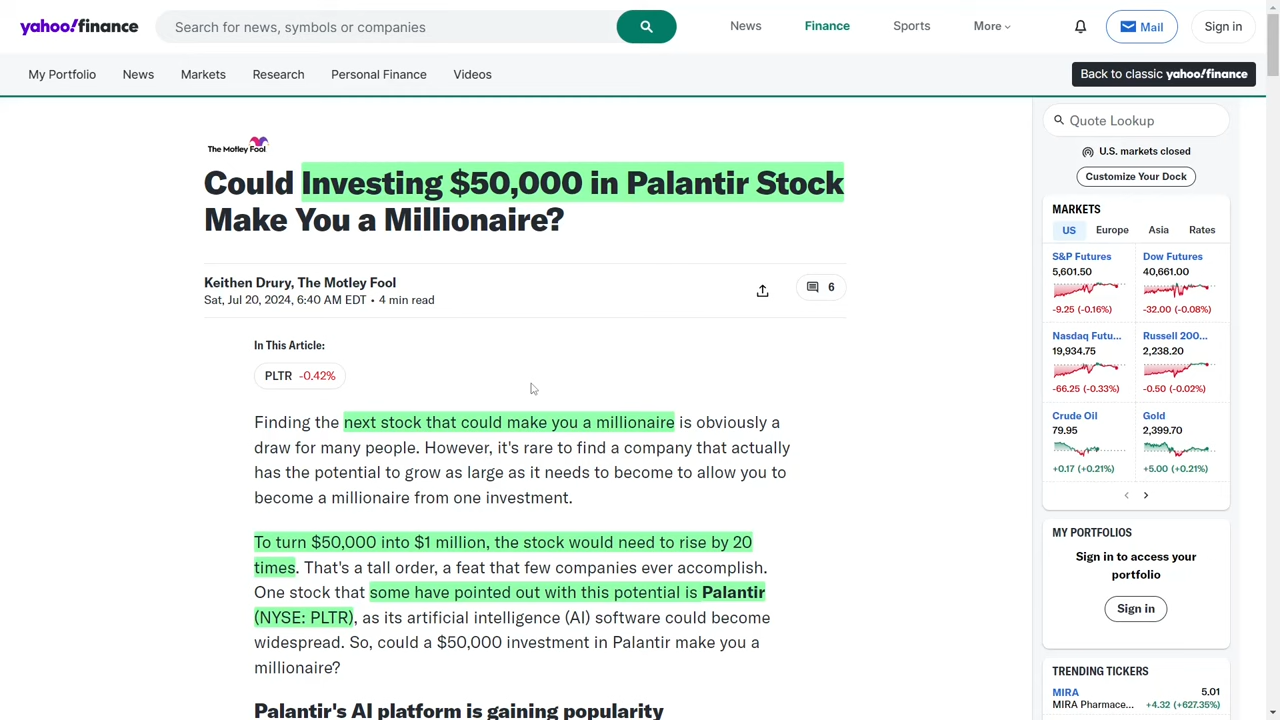 yahoo!finance
Search for news, symbols or companies
News
Finance
Sports
More
Mail
Sign in
My Portfolio
News
Markets
Research
Personal Finance
Videos
Back to classic yahoo!finance
The Motley Fool
Could Investing $50,000 in Palantir Stock
Make You a Millionaire?
Keithen Drury, The Motley Fool
Sat, Jul 20, 2024, 6:40 AM EDT • 4 min read
6
In This Article:
PLTR -0.42%
Finding the next stock that could make you a millionaire is obviously a
draw for many people. However, it's rare to find a company that actually
has the potential to grow as large as it needs to become to allow you to
become a millionaire from one investment.
To turn $50,000 into $1 million, the stock would need to rise by 20
times. That's a tall order, a feat that few companies ever accomplish.
One stock that some have pointed out with this potential is Palantir
(NYSE: PLTR), as its artificial intelligence (AI) software could become
widespread. So, could a $50,000 investment in Palantir make you a
millionaire?
Palantir's AI platform is gaining popularity
Quote Lookup
U.S. markets closed
Customize Your Dock
MARKETS
US
Europe
Asia
Rates
S&P Futures
5,601.50
-9.25 (-0.16%)
Dow Futures
40,661.00
-32.00 (-0.08%)
Nasdaq Futu...
19,934.75
-66.25 (-0.33%)
Russell 200...
2,238.20
-0.50 (-0.02%)
Crude Oil
79.95
+0.17 (+0.21%)
Gold
2,399.70
+5.00 (+0.21%)
MY PORTFOLIOS
Sign in to access your
portfolio
Sign in
TRENDING TICKERS
MIRA
5.01
MIRA Pharmace...
+4.32 (+627.35%)